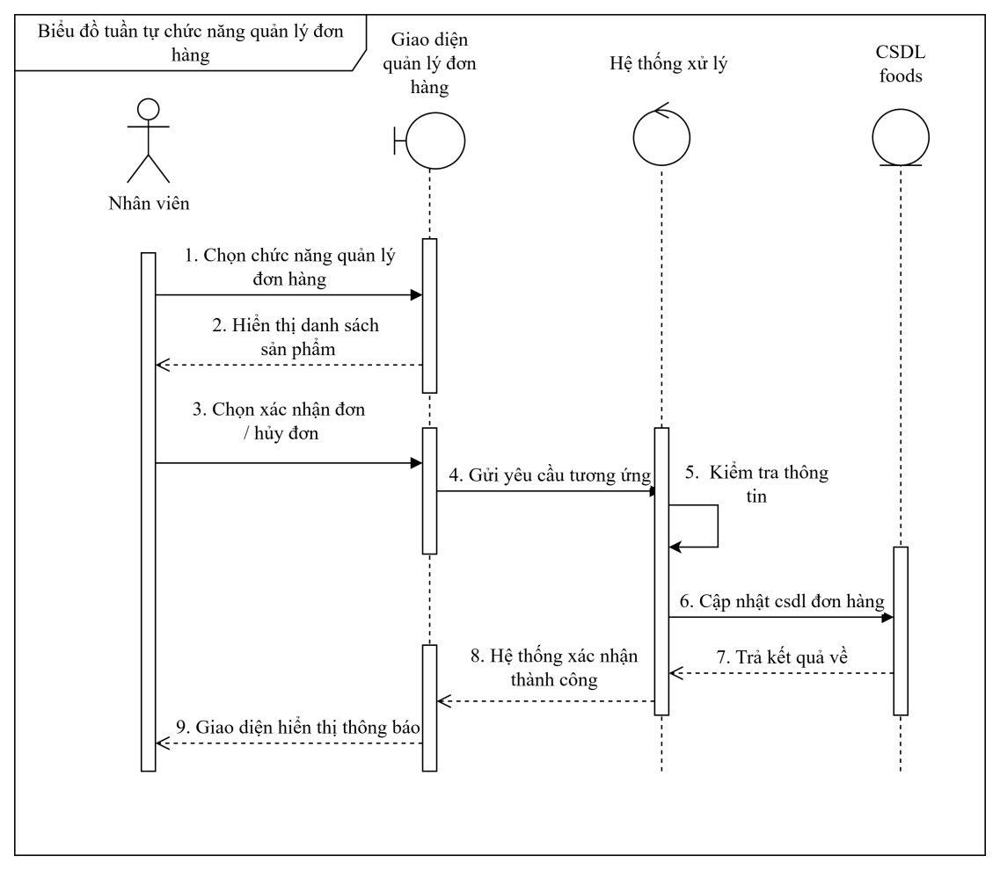 Biểu đồ tuần tự chức năng quản lý đơn
hàng
Giao diện
quản lý đơn
hàng
Hệ thống xử lý
CSDL
foods
Nhân viên
1. Chọn chức năng quản lý
đơn hàng
2. Hiển thị danh sách
sản phẩm
3. Chọn xác nhận đơn
/ hủy đơn
4. Gửi yêu cầu tương ứng
5. Kiểm tra thông
tin
6. Cập nhật csdl đơn hàng
7. Trả kết quả về
8. Hệ thống xác nhận
thành công
9. Giao diện hiển thị thông báo